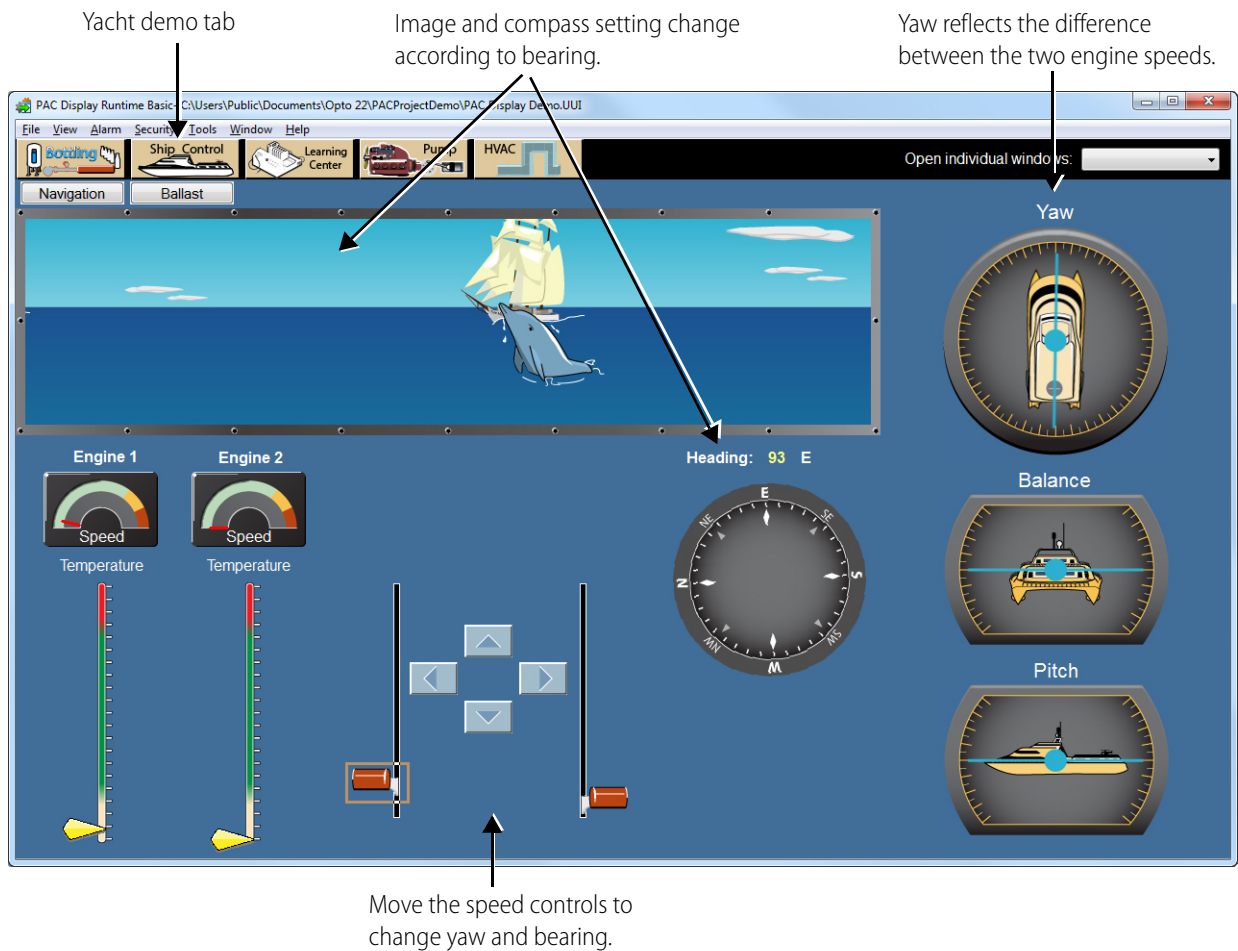 Yacht demo tab
Image and compass setting change
according to bearing.
Yaw reflects the difference
between the two engine speeds.
PAC Display Runtime Basic- C:\Users\Public\Documents\Opto 22\PACProjectDemo\PAC Display Demo.UUI
File View Alarm Security Tools Window Help
Bottling
Ship Control
Learning
Center
Pump
HVAC
Open individual windows:
Navigation Ballast
Yaw
Engine 1 Engine 2
Heading: 93 E
Speed Speed
Temperature Temperature
E
NE SE
N S
NW SW
W
Balance
Pitch
Move the speed controls to
change yaw and bearing.